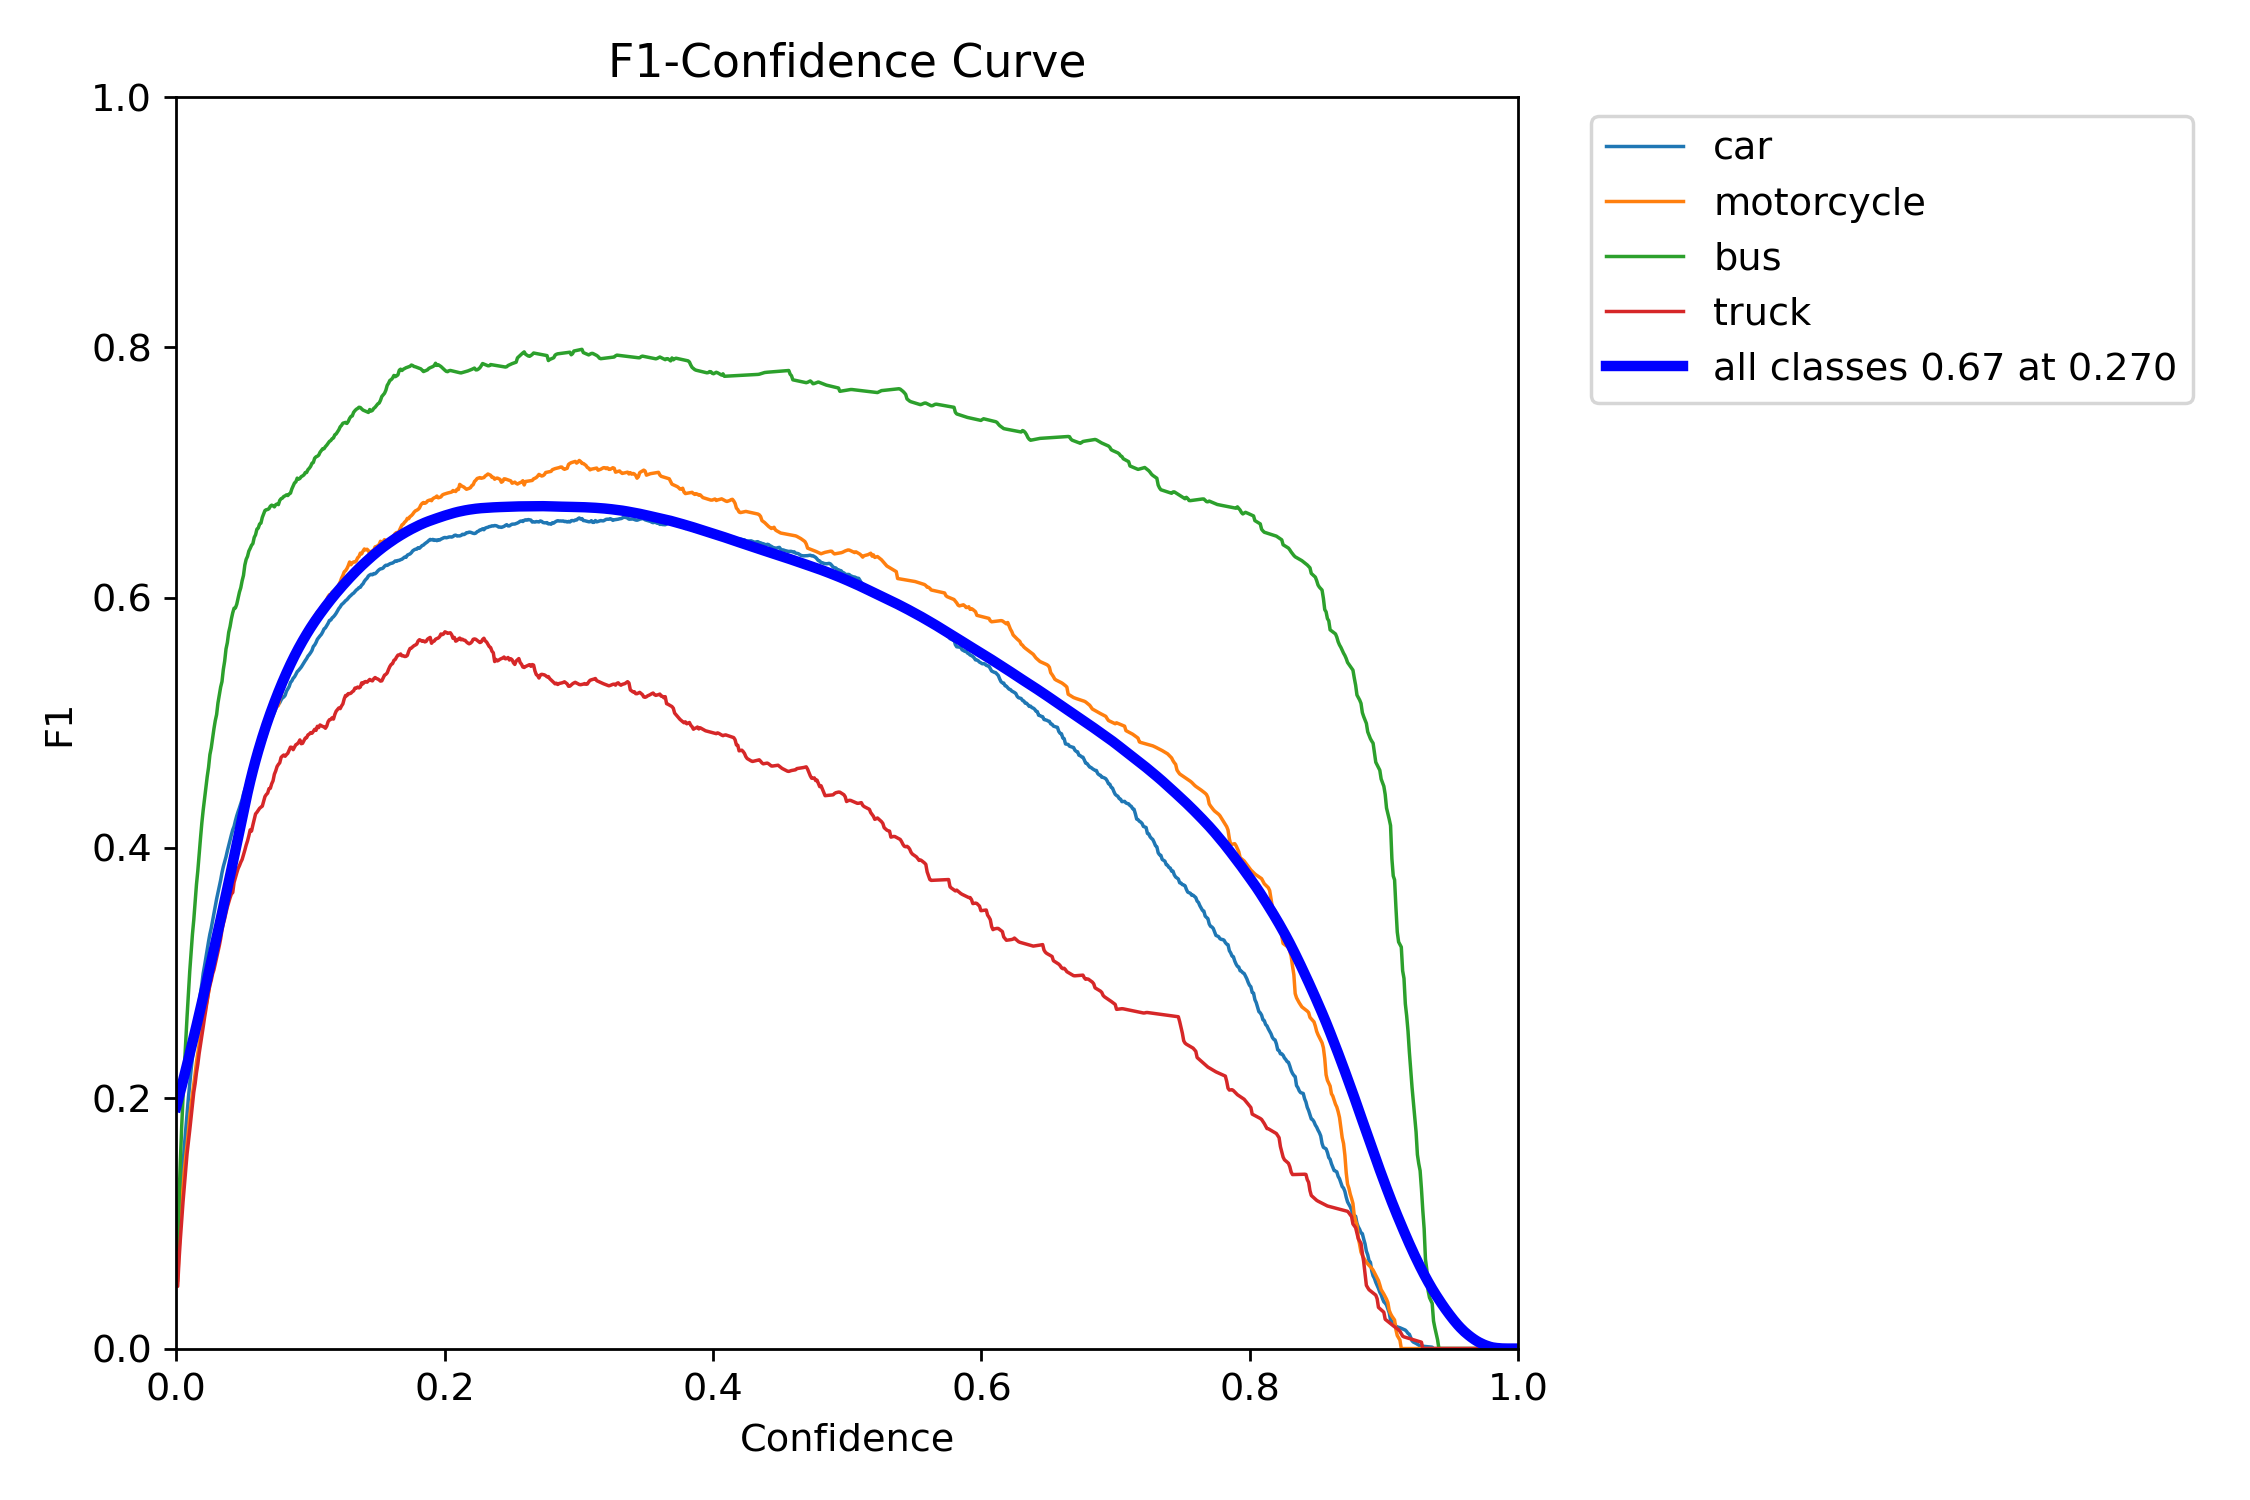 F1-Confidence Curve
1.0
0.8
0.6
0.4
0.2
0.0
F1
0.0 0.2 0.4 0.6 0.8 1.0
Confidence
car
motorcycle
bus
truck
all classes 0.67 at 0.270